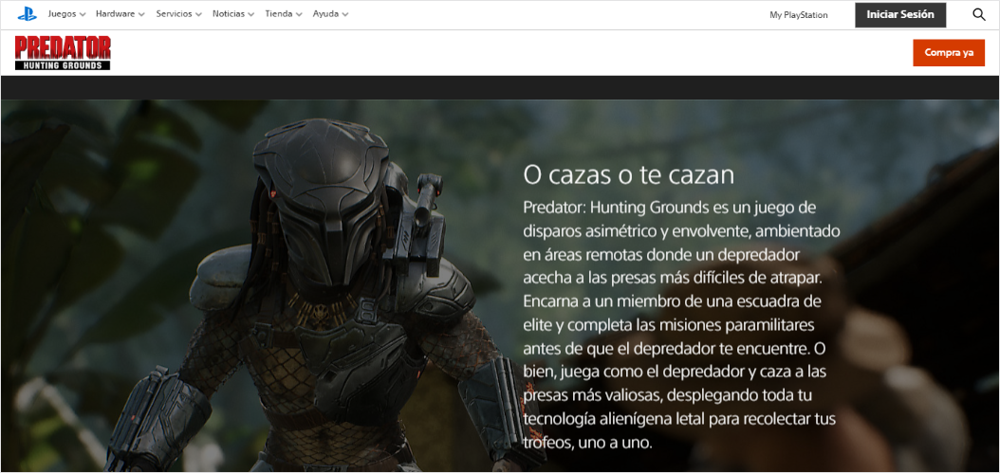 Juegos Hardware Servicios Noticias Tienda Ayuda My PlayStation Iniciar Sesión
PREDATOR
HUNTING GROUNDS
Compra ya
O cazas o te cazan
Predator: Hunting Grounds es un juego de
disparos asimétrico y envolvente, ambientado
en áreas remotas donde un depredador
acecha a las presas más difíciles de atrapar.
Encarna a un miembro de una escuadra de
elite y completa las misiones paramilitares
antes de que el depredador te encuentre. O
bien, juega como el depredador y caza a las
presas más valiosas, desplegando toda tu
tecnología alienígena letal para recolectar tus
trofeos, uno a uno.